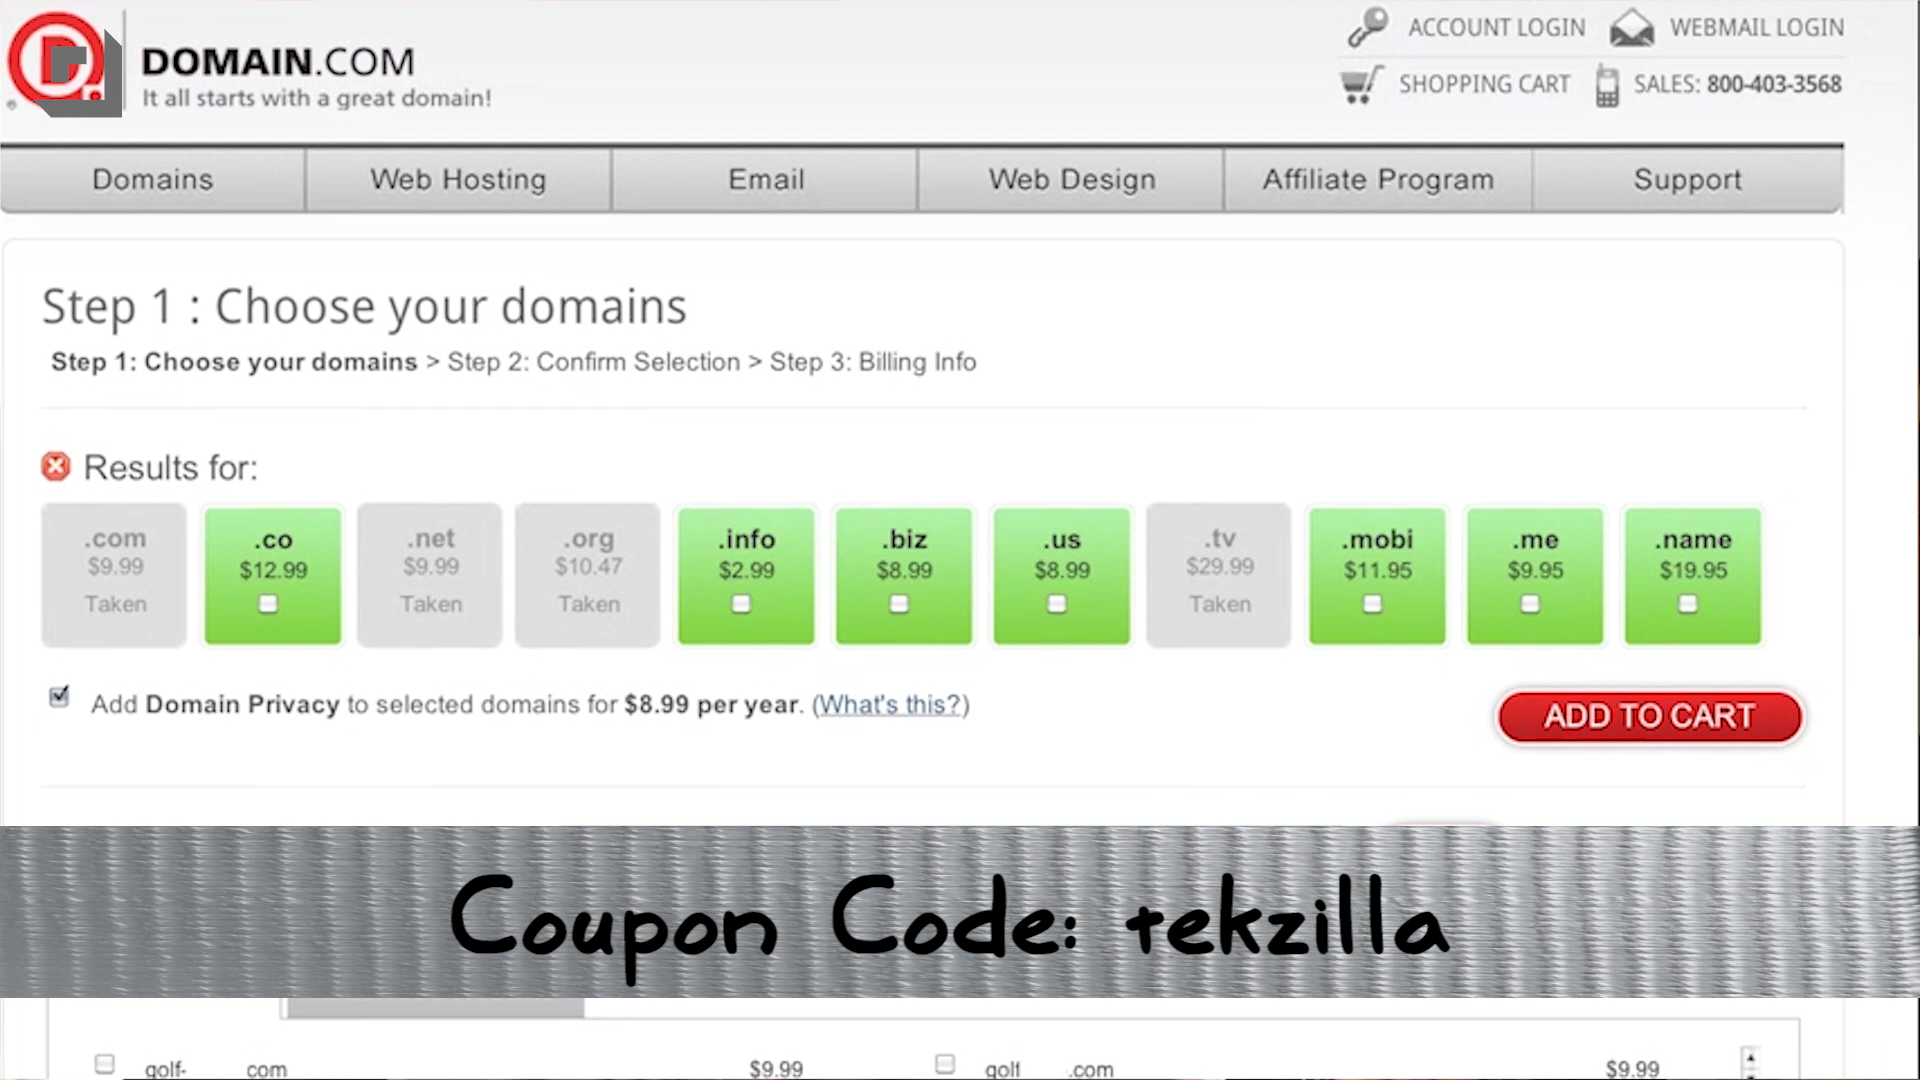 DOMAIN.COM
It all starts with a great domain!
ACCOUNT LOGIN
WEBMAIL LOGIN
SHOPPING CART
SALES: 800-403-3568
Domains
Web Hosting
Email
Web Design
Affiliate Program
Support
Step 1 : Choose your domains
Step 1: Choose your domains > Step 2: Confirm Selection > Step 3: Billing Info
Results for:
.com
$9.99
Taken
.co
$12.99
.net
$9.99
Taken
.org
$10.47
Taken
.info
$2.99
.biz
$8.99
.us
$8.99
.tv
$29.99
Taken
.mobi
$11.95
.me
$9.95
.name
$19.95
Add Domain Privacy to selected domains for $8.99 per year. (What's this?)
ADD TO CART
Coupon Code: tekzilla
golf- com $9.99
golf .com $9.99